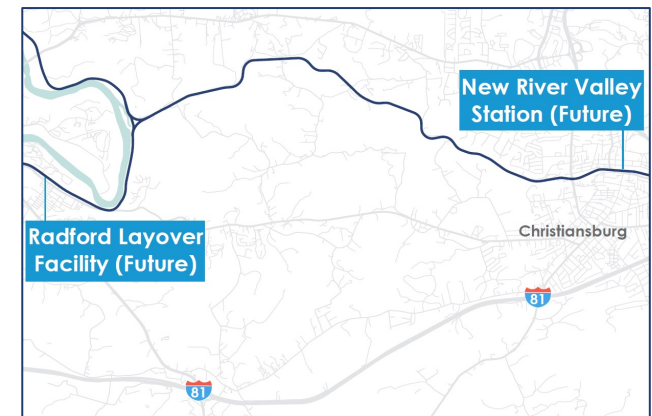 New River Valley
Station (Future)
Radford Layover
Facility (Future)
Christiansburg
81
81